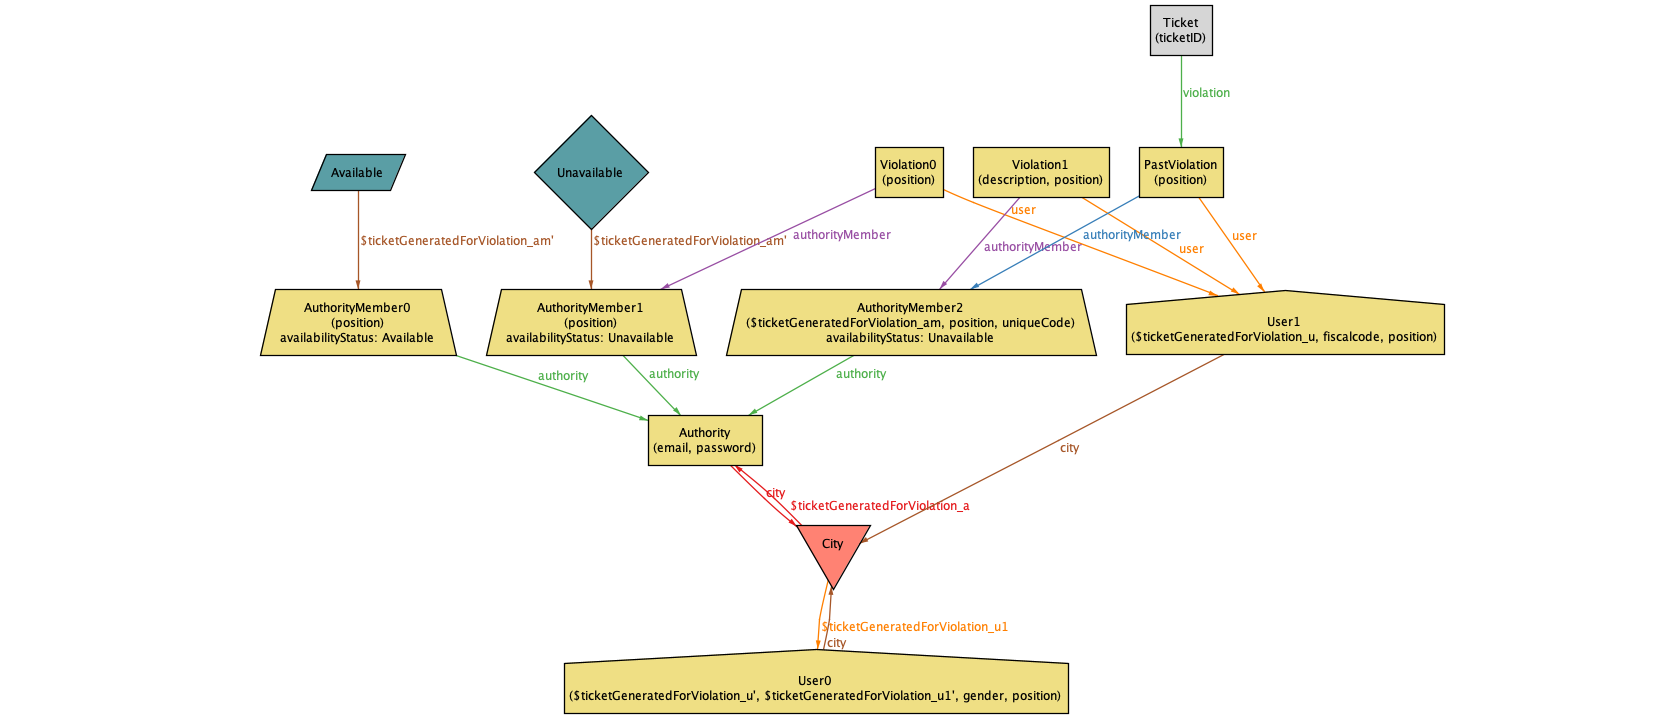 Ticket
(ticketID)
violation
Available
Unavailable
Violation0
(position)
Violation1
(description, position)
PastViolation
(position)
$ticketGeneratedForViolation_am'
$ticketGeneratedForViolation_am'
authorityMember
user
authorityMember
authorityMember
user
user
AuthorityMember0
(position)
availabilityStatus: Available
AuthorityMember1
(position)
availabilityStatus: Unavailable
AuthorityMember2
($ticketGeneratedForViolation_am, position, uniqueCode)
availabilityStatus: Unavailable
User1
($ticketGeneratedForViolation_u, fiscalcode, position)
authority
authority
authority
Authority
(email, password)
city
city
$ticketGeneratedForViolation_a
City
$ticketGeneratedForViolation_u1
city
User0
($ticketGeneratedForViolation_u', $ticketGeneratedForViolation_u1', gender, position)